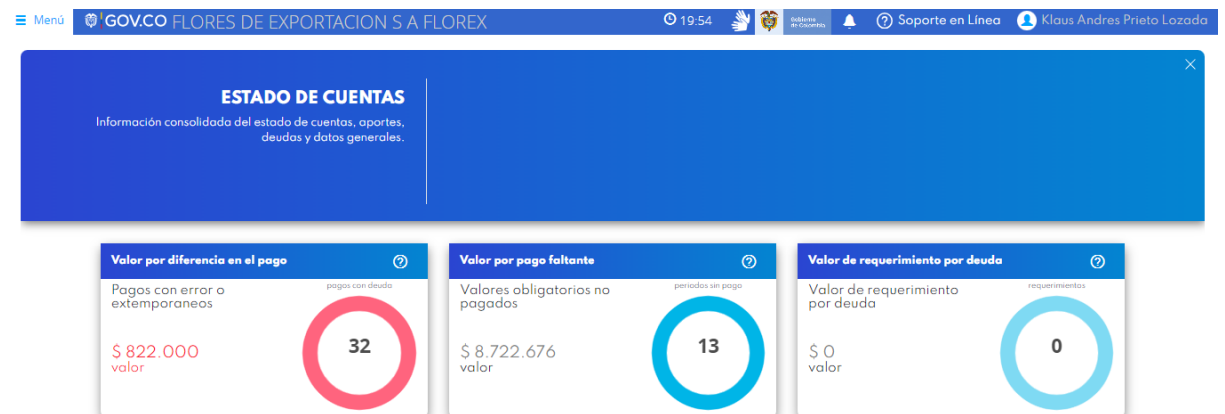 Menú GOV.CO FLORES DE EXPORTACION S A FLOREX 19:54 Gobierno de Colombia Soporte en Línea Klaus Andres Prieto Lozada
ESTADO DE CUENTAS
Información consolidada del estado de cuentas, aportes,
deudas y datos generales.
Valor por diferencia en el pago
Pagos con error o
extemporaneos
pagos con deuda
32
$ 822.000
valor
Valor por pago faltante
Valores obligatorios no
pagados
periodos sin pago
13
$ 8.722.676
valor
Valor de requerimiento por deuda
Valor de requerimiento
por deuda
requerimientos
0
$ 0
valor